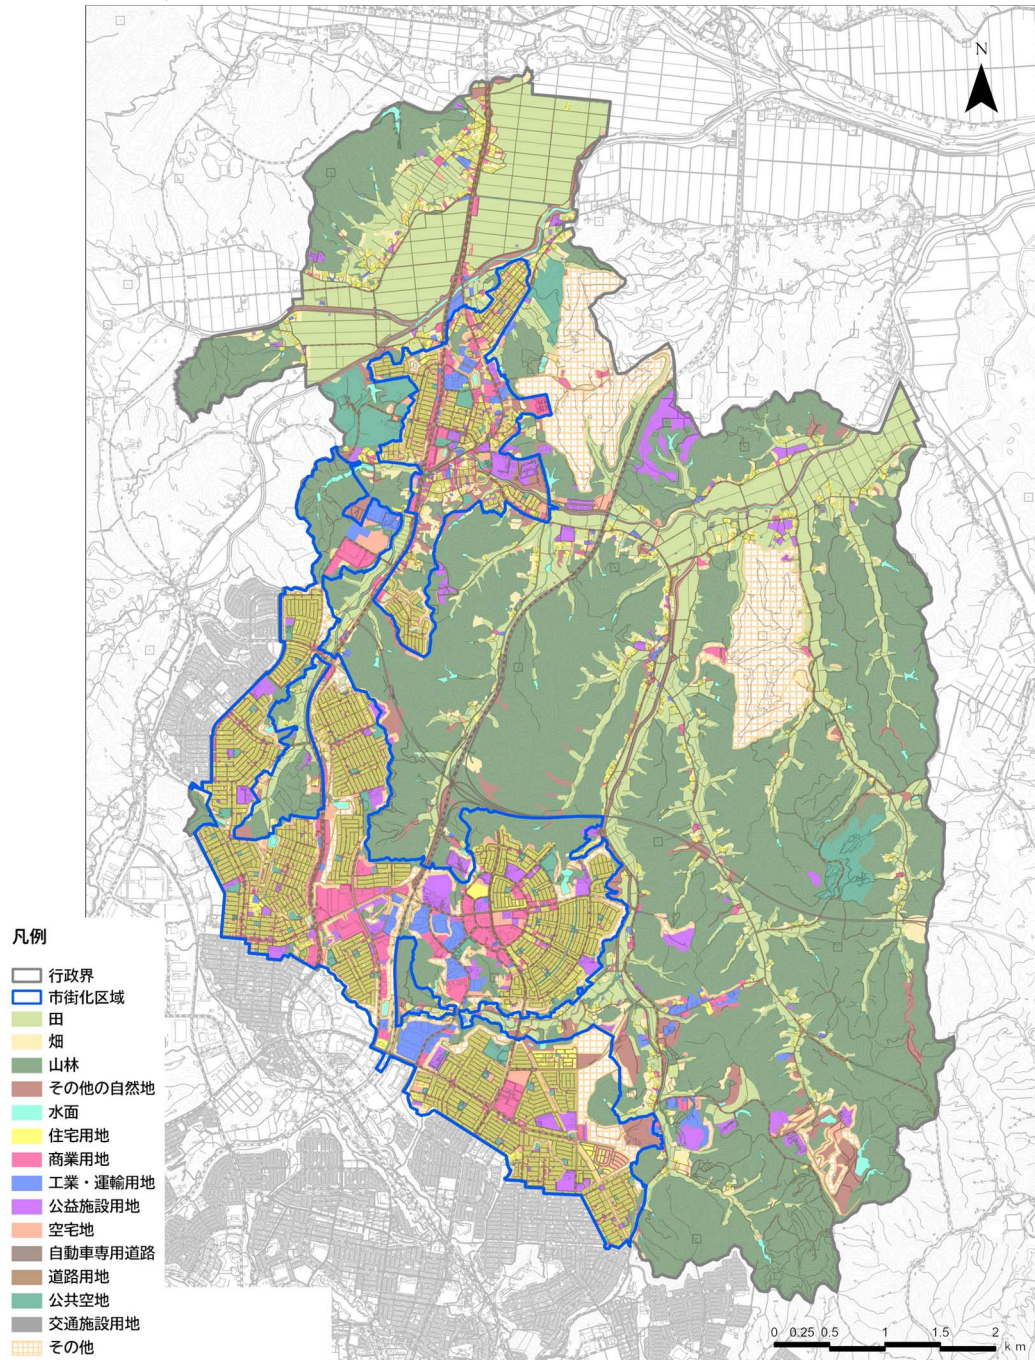 N
凡例
行政界
市街化区域
田
畑
山林
その他の自然地
水面
住宅用地
商業用地
工業・運輸用地
公益施設用地
空宅地
自動車専用道路
道路用地
公共空地
交通施設用地
その他
0 0.25 0.5 1 1.5 2
k m